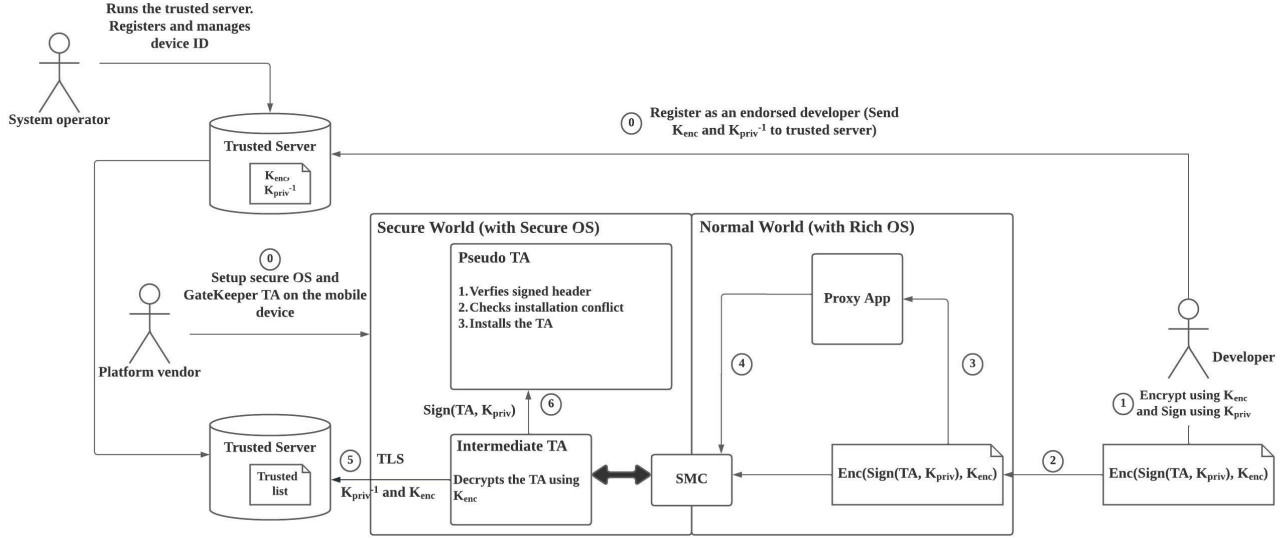 Runs the trusted server.
Registers and manages
device ID
System operator
Trusted Server
Kenc,
Kpriv-1
0
Register as an endorsed developer (Send
Kenc and Kpriv-1 to trusted server)
0
Setup secure OS and
GateKeeper TA on the mobile
device
Platform vendor
Secure World (with Secure OS)
Pseudo TA
1.Verfies signed header
2.Checks installation conflict
3.Installs the TA
Sign(TA, Kpriv)
6
Intermediate TA
Decrypts the TA using
Kenc
Trusted Server
Trusted
list
5
TLS
Kpriv-1 and Kenc
Normal World (with Rich OS)
Proxy App
4
3
SMC
Enc(Sign(TA, Kpriv), Kenc)
2
Developer
1
Encrypt using Kenc
and Sign using Kpriv
Enc(Sign(TA, Kpriv), Kenc)